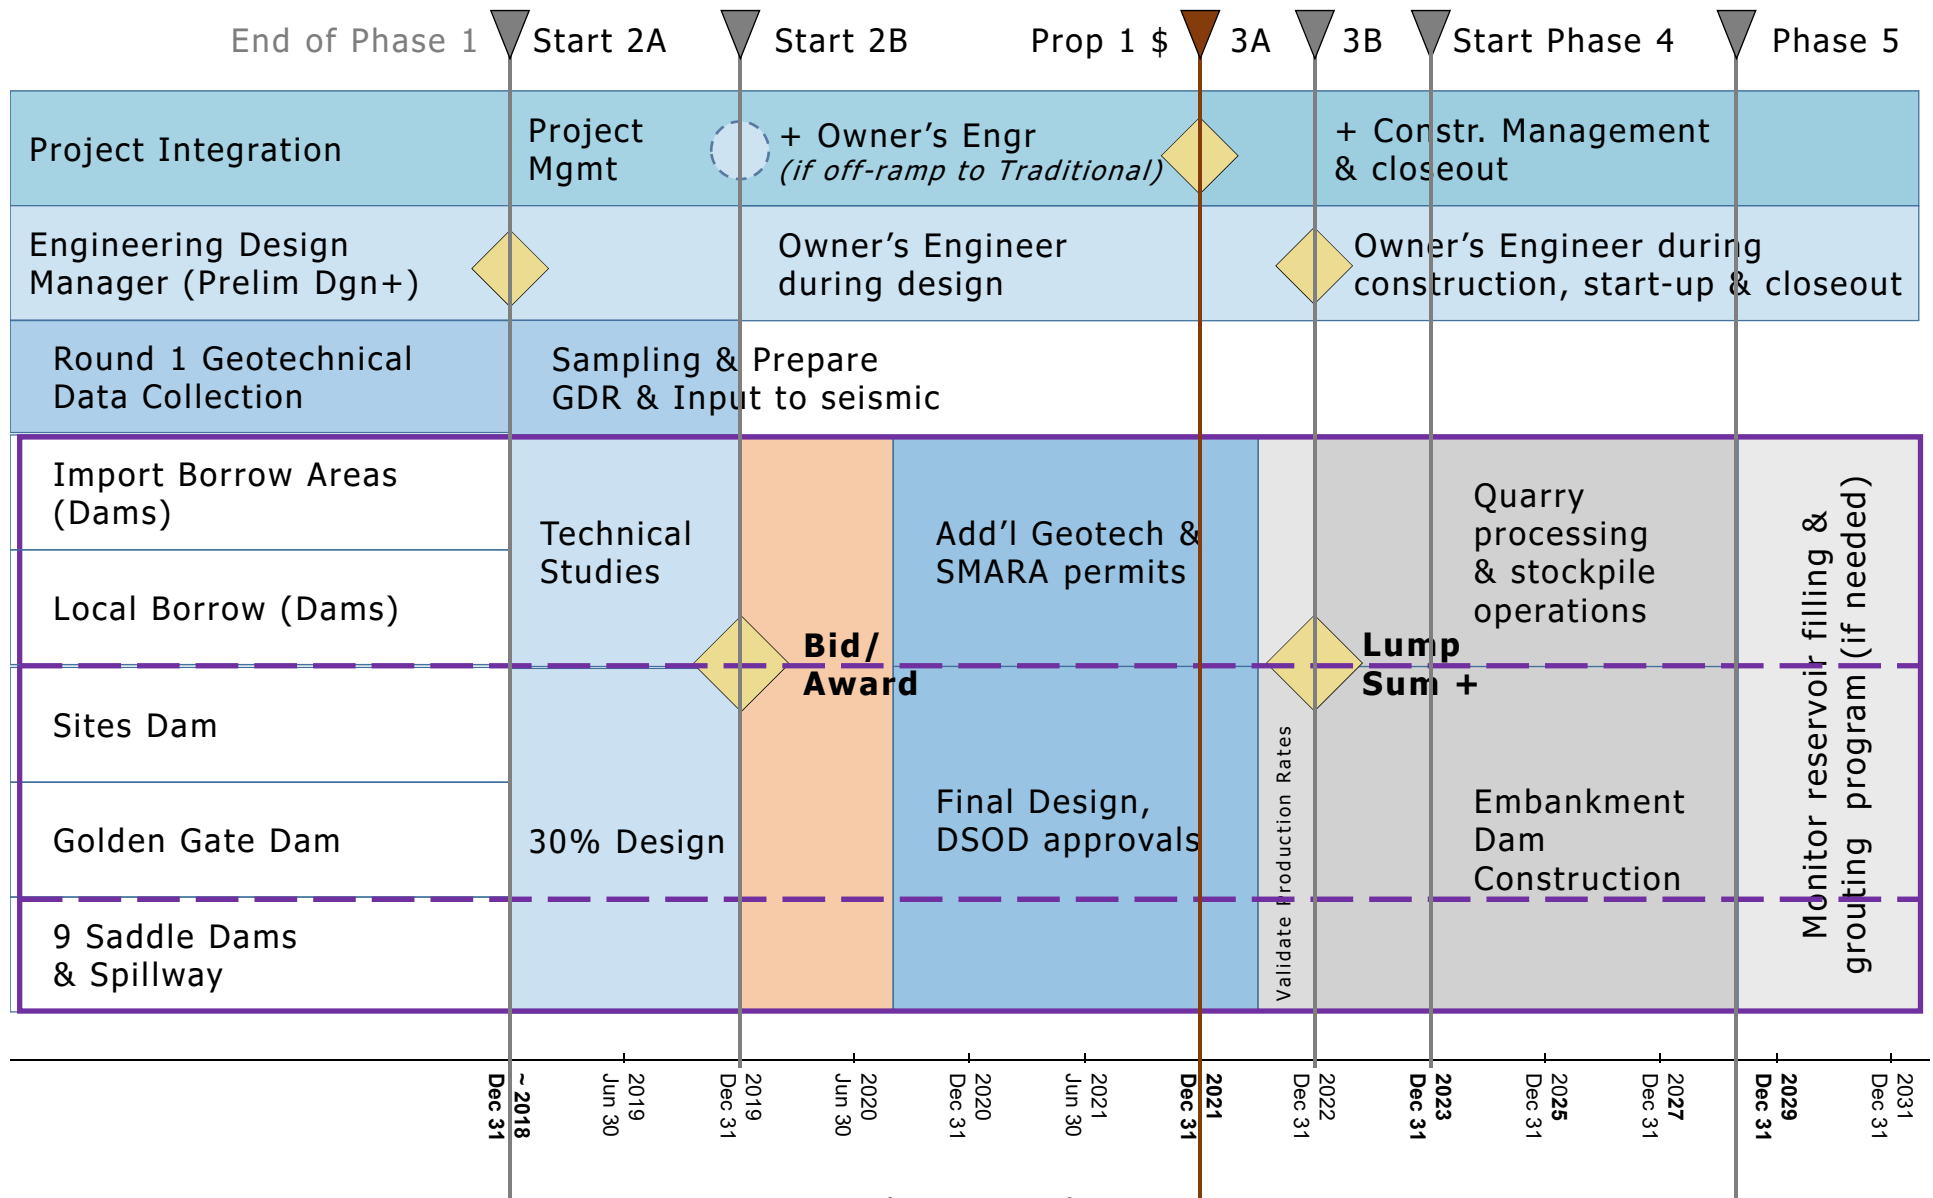 End of Phase 1
Start 2A
Start 2B
Prop 1 $
3A
3B
Start Phase 4
Phase 5
Project Integration
Project
Mgmt
+ Owner’s Engr
(if off-ramp to Traditional)
+ Constr. Management
& closeout
Engineering Design
Manager (Prelim Dgn+)
Owner’s Engineer
during design
Owner’s Engineer during
construction, start-up & closeout
Round 1 Geotechnical
Data Collection
Sampling & Prepare
GDR & Input to seismic
Import Borrow Areas
(Dams)
Local Borrow (Dams)
Sites Dam
Golden Gate Dam
9 Saddle Dams
& Spillway
Technical
Studies
30% Design
Bid/
Award
Add’l Geotech &
SMARA permits
Final Design,
DSOD approvals
Validate Production Rates
Lump
Sum +
Quarry
processing
& stockpile
operations
Embankment
Dam
Construction
Monitor reservoir filling &
grouting program (if needed)
~ 2018
Dec 31
2019
Jun 30
2019
Dec 31
2020
Jun 30
2020
Dec 31
2021
Jun 30
2021
Dec 31
2022
Dec 31
2023
Dec 31
2025
Dec 31
2027
Dec 31
2029
Dec 31
2031
Dec 31